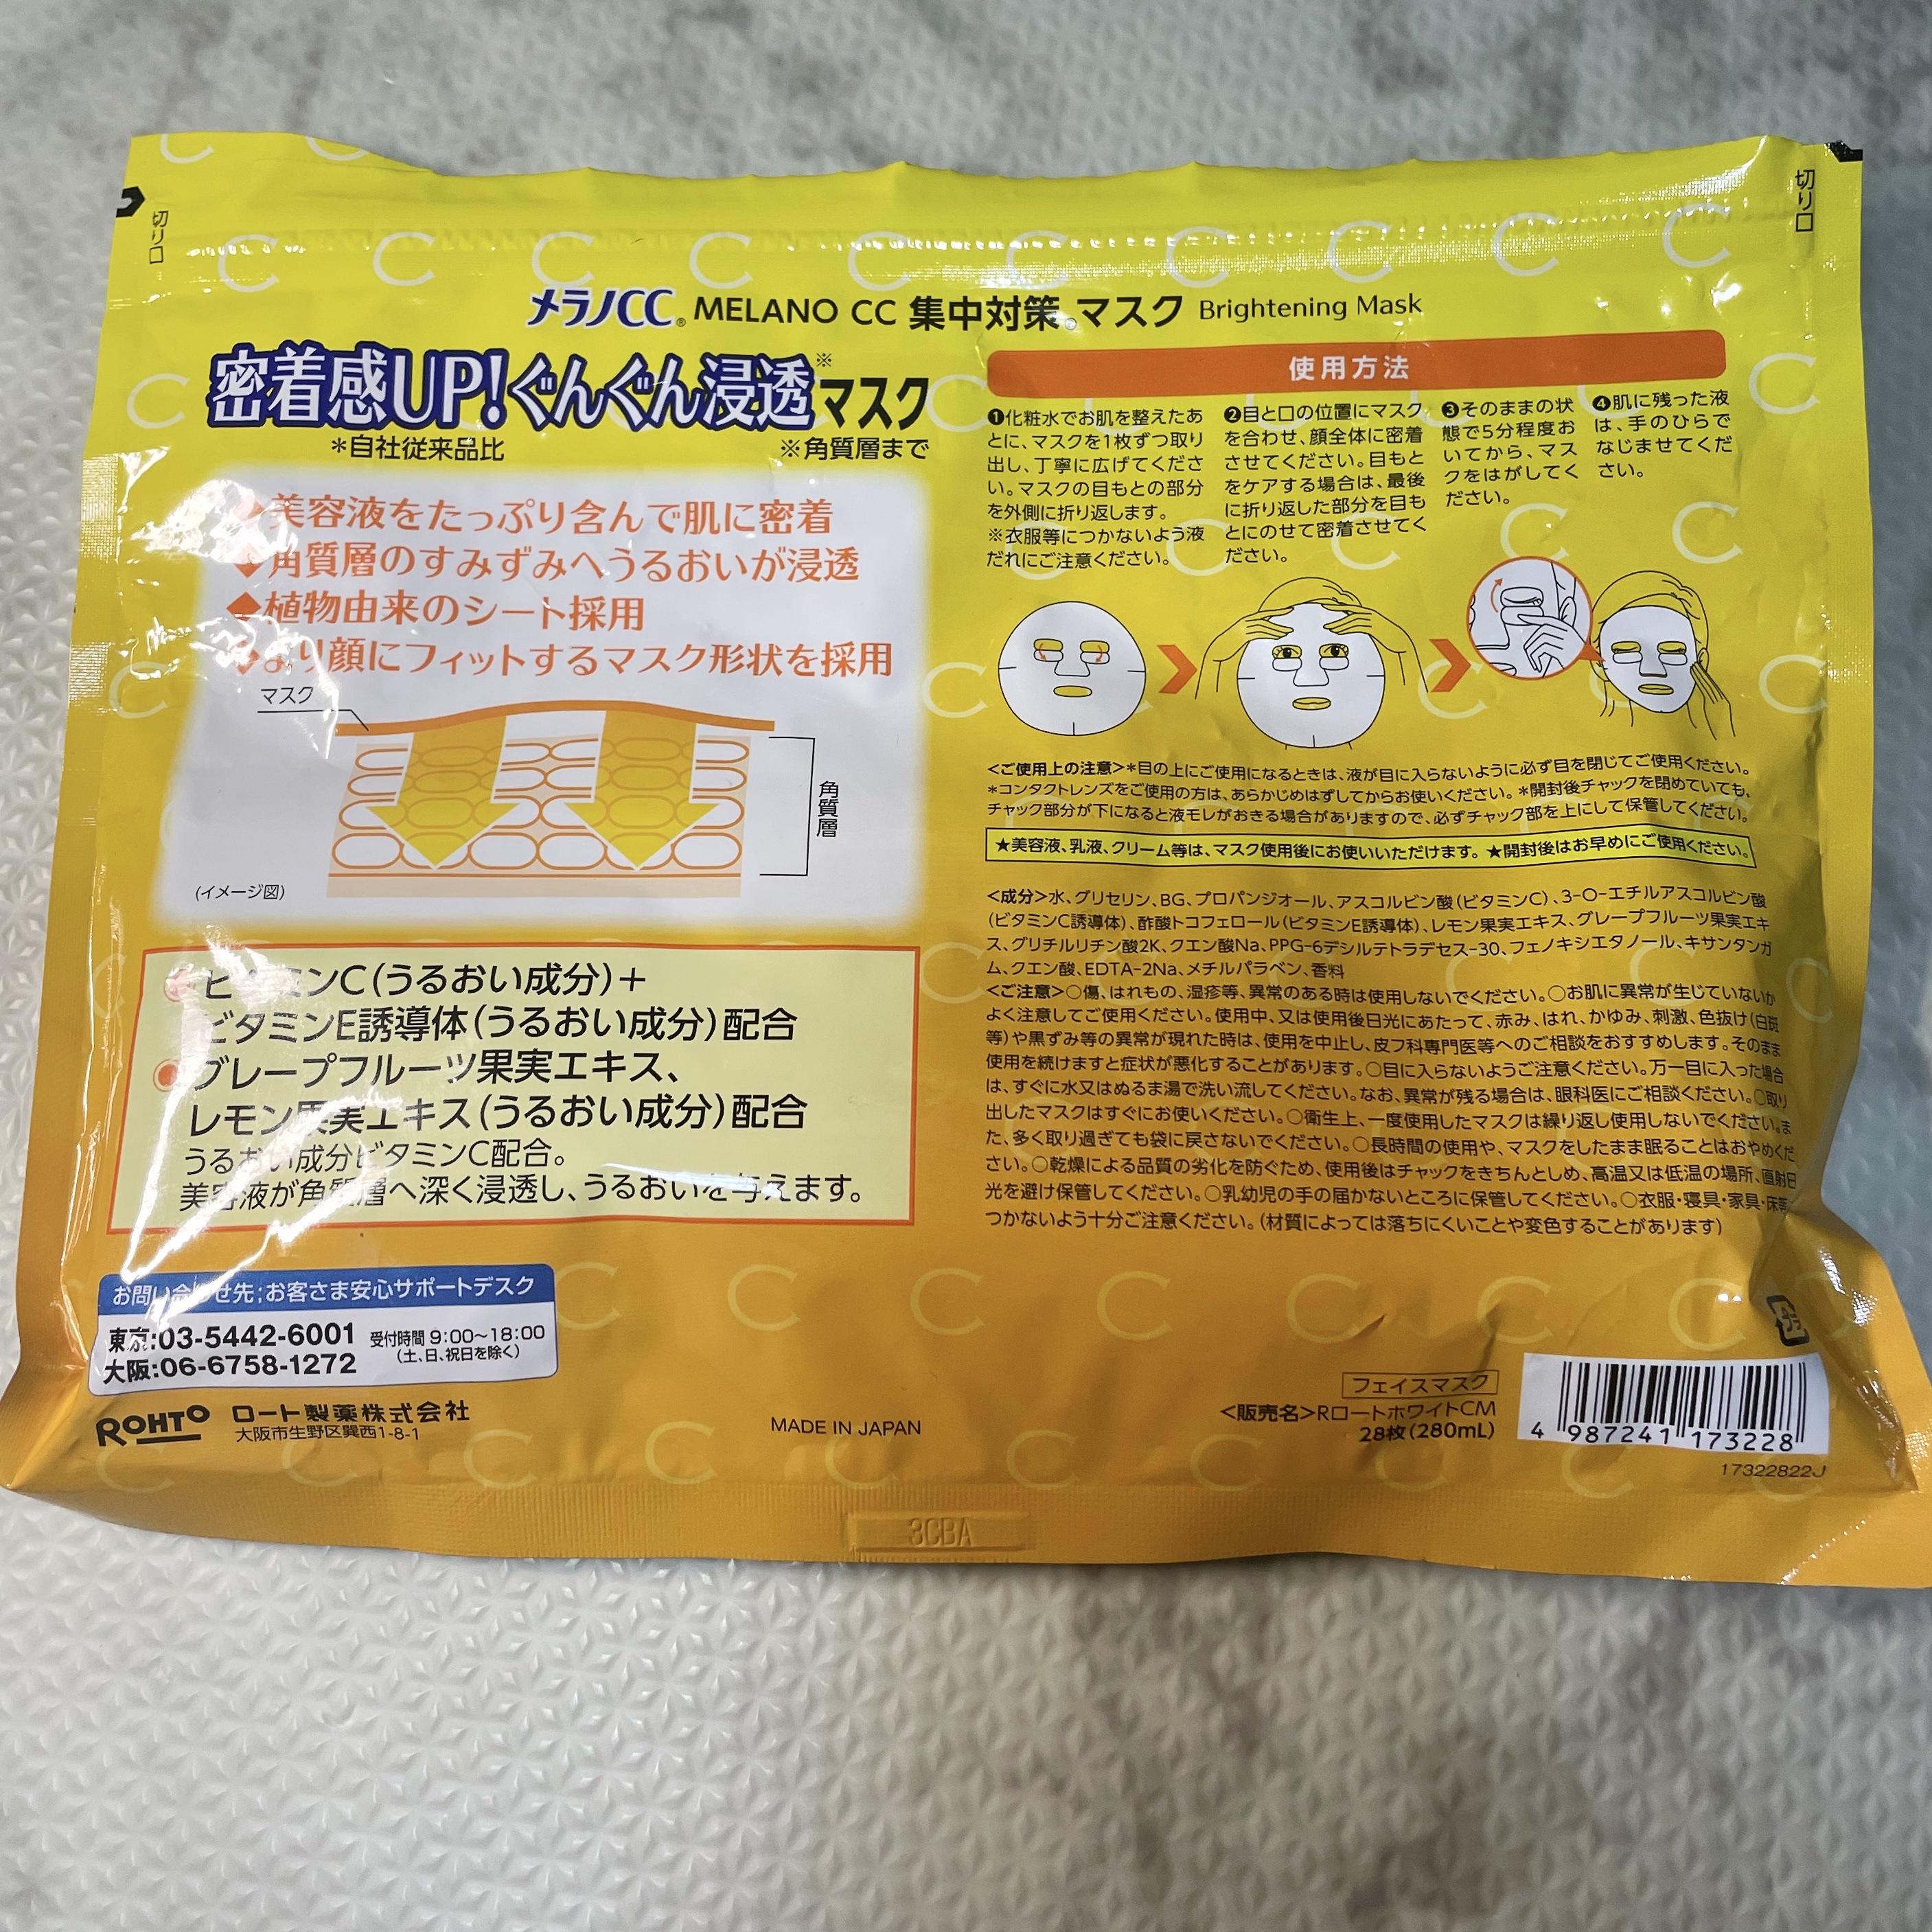 切り口
切り口
メラノCC® MELANO CC 集中対策®マスク Brightening Mask
密着感UP!ぐんぐん浸透※マスク
*自社従来品比
※角質層まで
◆美容液をたっぷり含んで肌に密着
◆角質層のすみずみへうるおいが浸透
◆植物由来のシート採用
◆より顔にフィットするマスク形状を採用
マスク
角質層
(イメージ図)
●ビタミンC(うるおい成分)+
ビタミンE誘導体(うるおい成分)配合
●グレープフルーツ果実エキス、
レモン果実エキス(うるおい成分)配合
うるおい成分ビタミンC配合。
美容液が角質層へ深く浸透し、うるおいを与えます。
お問い合わせ先;お客さま安心サポートデスク
東京:03-5442-6001
大阪:06-6758-1272
受付時間 9:00〜18:00
(土、日、祝日を除く)
ROHTO ロート製薬株式会社
大阪市生野区巽西1-8-1
MADE IN JAPAN
使用方法
❶化粧水でお肌を整えたあ
とに、マスクを1枚ずつ取り
出し、丁寧に広げてくださ
い。マスクの目もとの部分
を外側に折り返します。
※衣服等につかないよう液
だれにご注意ください。
❷目と口の位置にマスク
を合わせ、顔全体に密着
させてください。目もと
をケアする場合は、最後
に折り返した部分を目も
とにのせて密着させてく
ださい。
❸そのままの状
態で5分程度お
いてから、マス
クをはがしてく
ださい。
❹肌に残った液
は、手のひらで
なじませてくだ
さい。
<ご使用上の注意>*目の上にご使用になるときは、液が目に入らないように必ず目を閉じてご使用ください。
*コンタクトレンズをご使用の方は、あらかじめはずしてからお使いください。*開封後チャックを閉めていても、
チャック部分が下になると液モレがおきる場合がありますので、必ずチャック部を上にして保管してください。
★美容液、乳液、クリーム等は、マスク使用後にお使いいただけます。★開封後はお早めにご使用ください。
<成分>水、グリセリン、BG、プロパンジオール、アスコルビン酸(ビタミンC)、3-O-エチルアスコルビン酸
(ビタミンC誘導体)、酢酸トコフェロール(ビタミンE誘導体)、レモン果実エキス、グレープフルーツ果実エキ
ス、グリチルリチン酸2K、クエン酸Na、PPG-6デシルテトラデセス-30、フェノキシエタノール、キサンタンガ
ム、クエン酸、EDTA-2Na、メチルパラベン、香料
<ご注意>○傷、はれもの、湿疹等、異常のある時は使用しないでください。○お肌に異常が生じていないか
よく注意してご使用ください。使用中、又は使用後日光にあたって、赤み、はれ、かゆみ、刺激、色抜け(白斑
等)や黒ずみ等の異常が現れた時は、使用を中止し、皮フ科専門医等へのご相談をおすすめします。そのまま
使用を続けますと症状が悪化することがあります。○目に入らないようご注意ください。万一目に入った場合
は、すぐに水又はぬるま湯で洗い流してください。なお、異常が残る場合は、眼科医にご相談ください。○取り
出したマスクはすぐにお使いください。○衛生上、一度使用したマスクは繰り返し使用しないでください。ま
た、多く取り過ぎても袋に戻さないでください。○長時間の使用や、マスクをしたまま眠ることはおやめくだ
さい。○乾燥による品質の劣化を防ぐため、使用後はチャックをきちんとしめ、高温又は低温の場所、直射日
光を避け保管してください。○乳幼児の手の届かないところに保管してください。○衣服・寝具・家具・床等
つかないよう十分ご注意ください。(材質によっては落ちにくいことや変色することがあります)
フェイスマスク
<販売名>RロートホワイトCM
28枚(280mL)
4 987241 173228
17322822J
3CBA